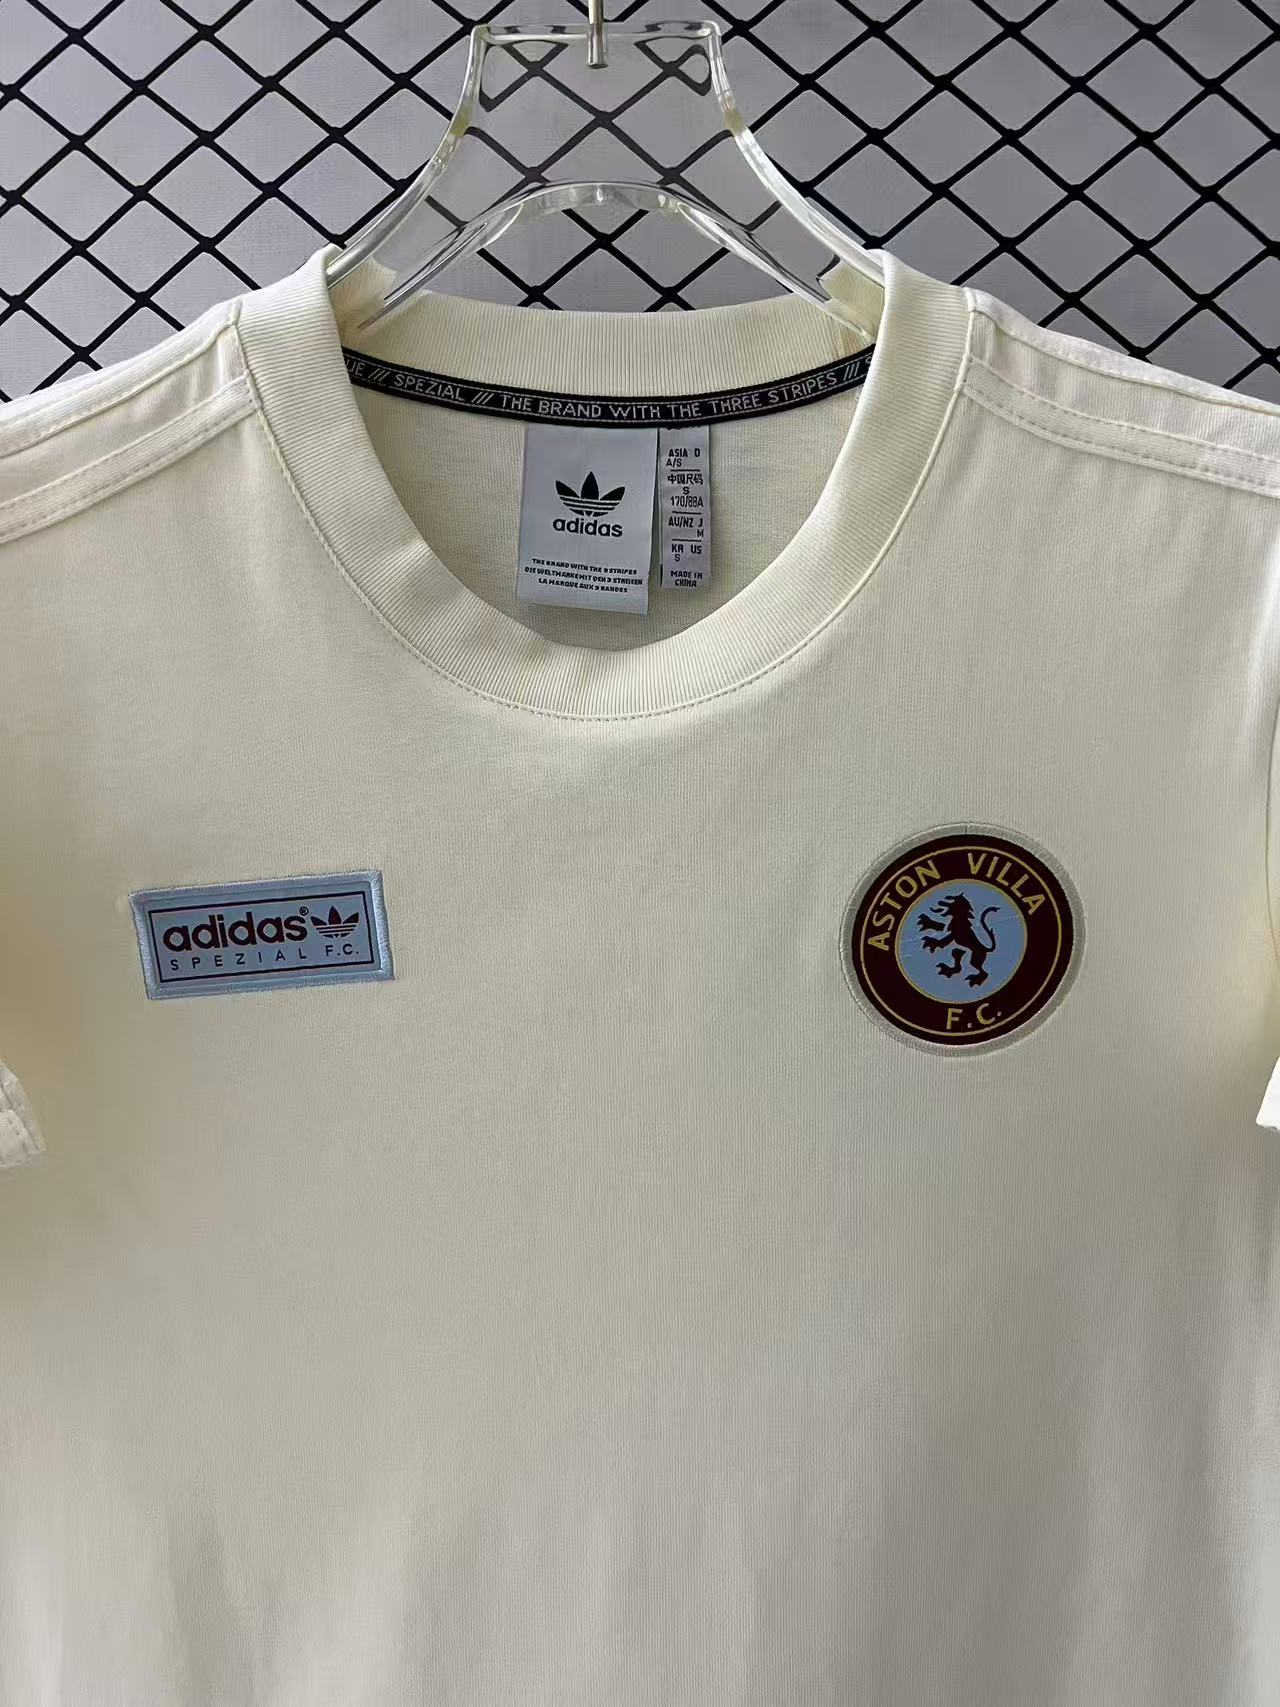 UE /// SPEZIAL /// THE BRAND WITH THE THREE STRIPES /// S
adidas
THE BRAND WITH THE 3 STRIPES
DIE WELTMARKE MIT DEN 3 STREIFEN
LA MARQUE AUX 3 BANDES
ASIA D
A/S
中国尺码
S
170/88A
AU/NZ J
M
KR US
S
MADE IN
CHINA
adidas®
SPEZIAL F.C.
ASTON VILLA
F.C.